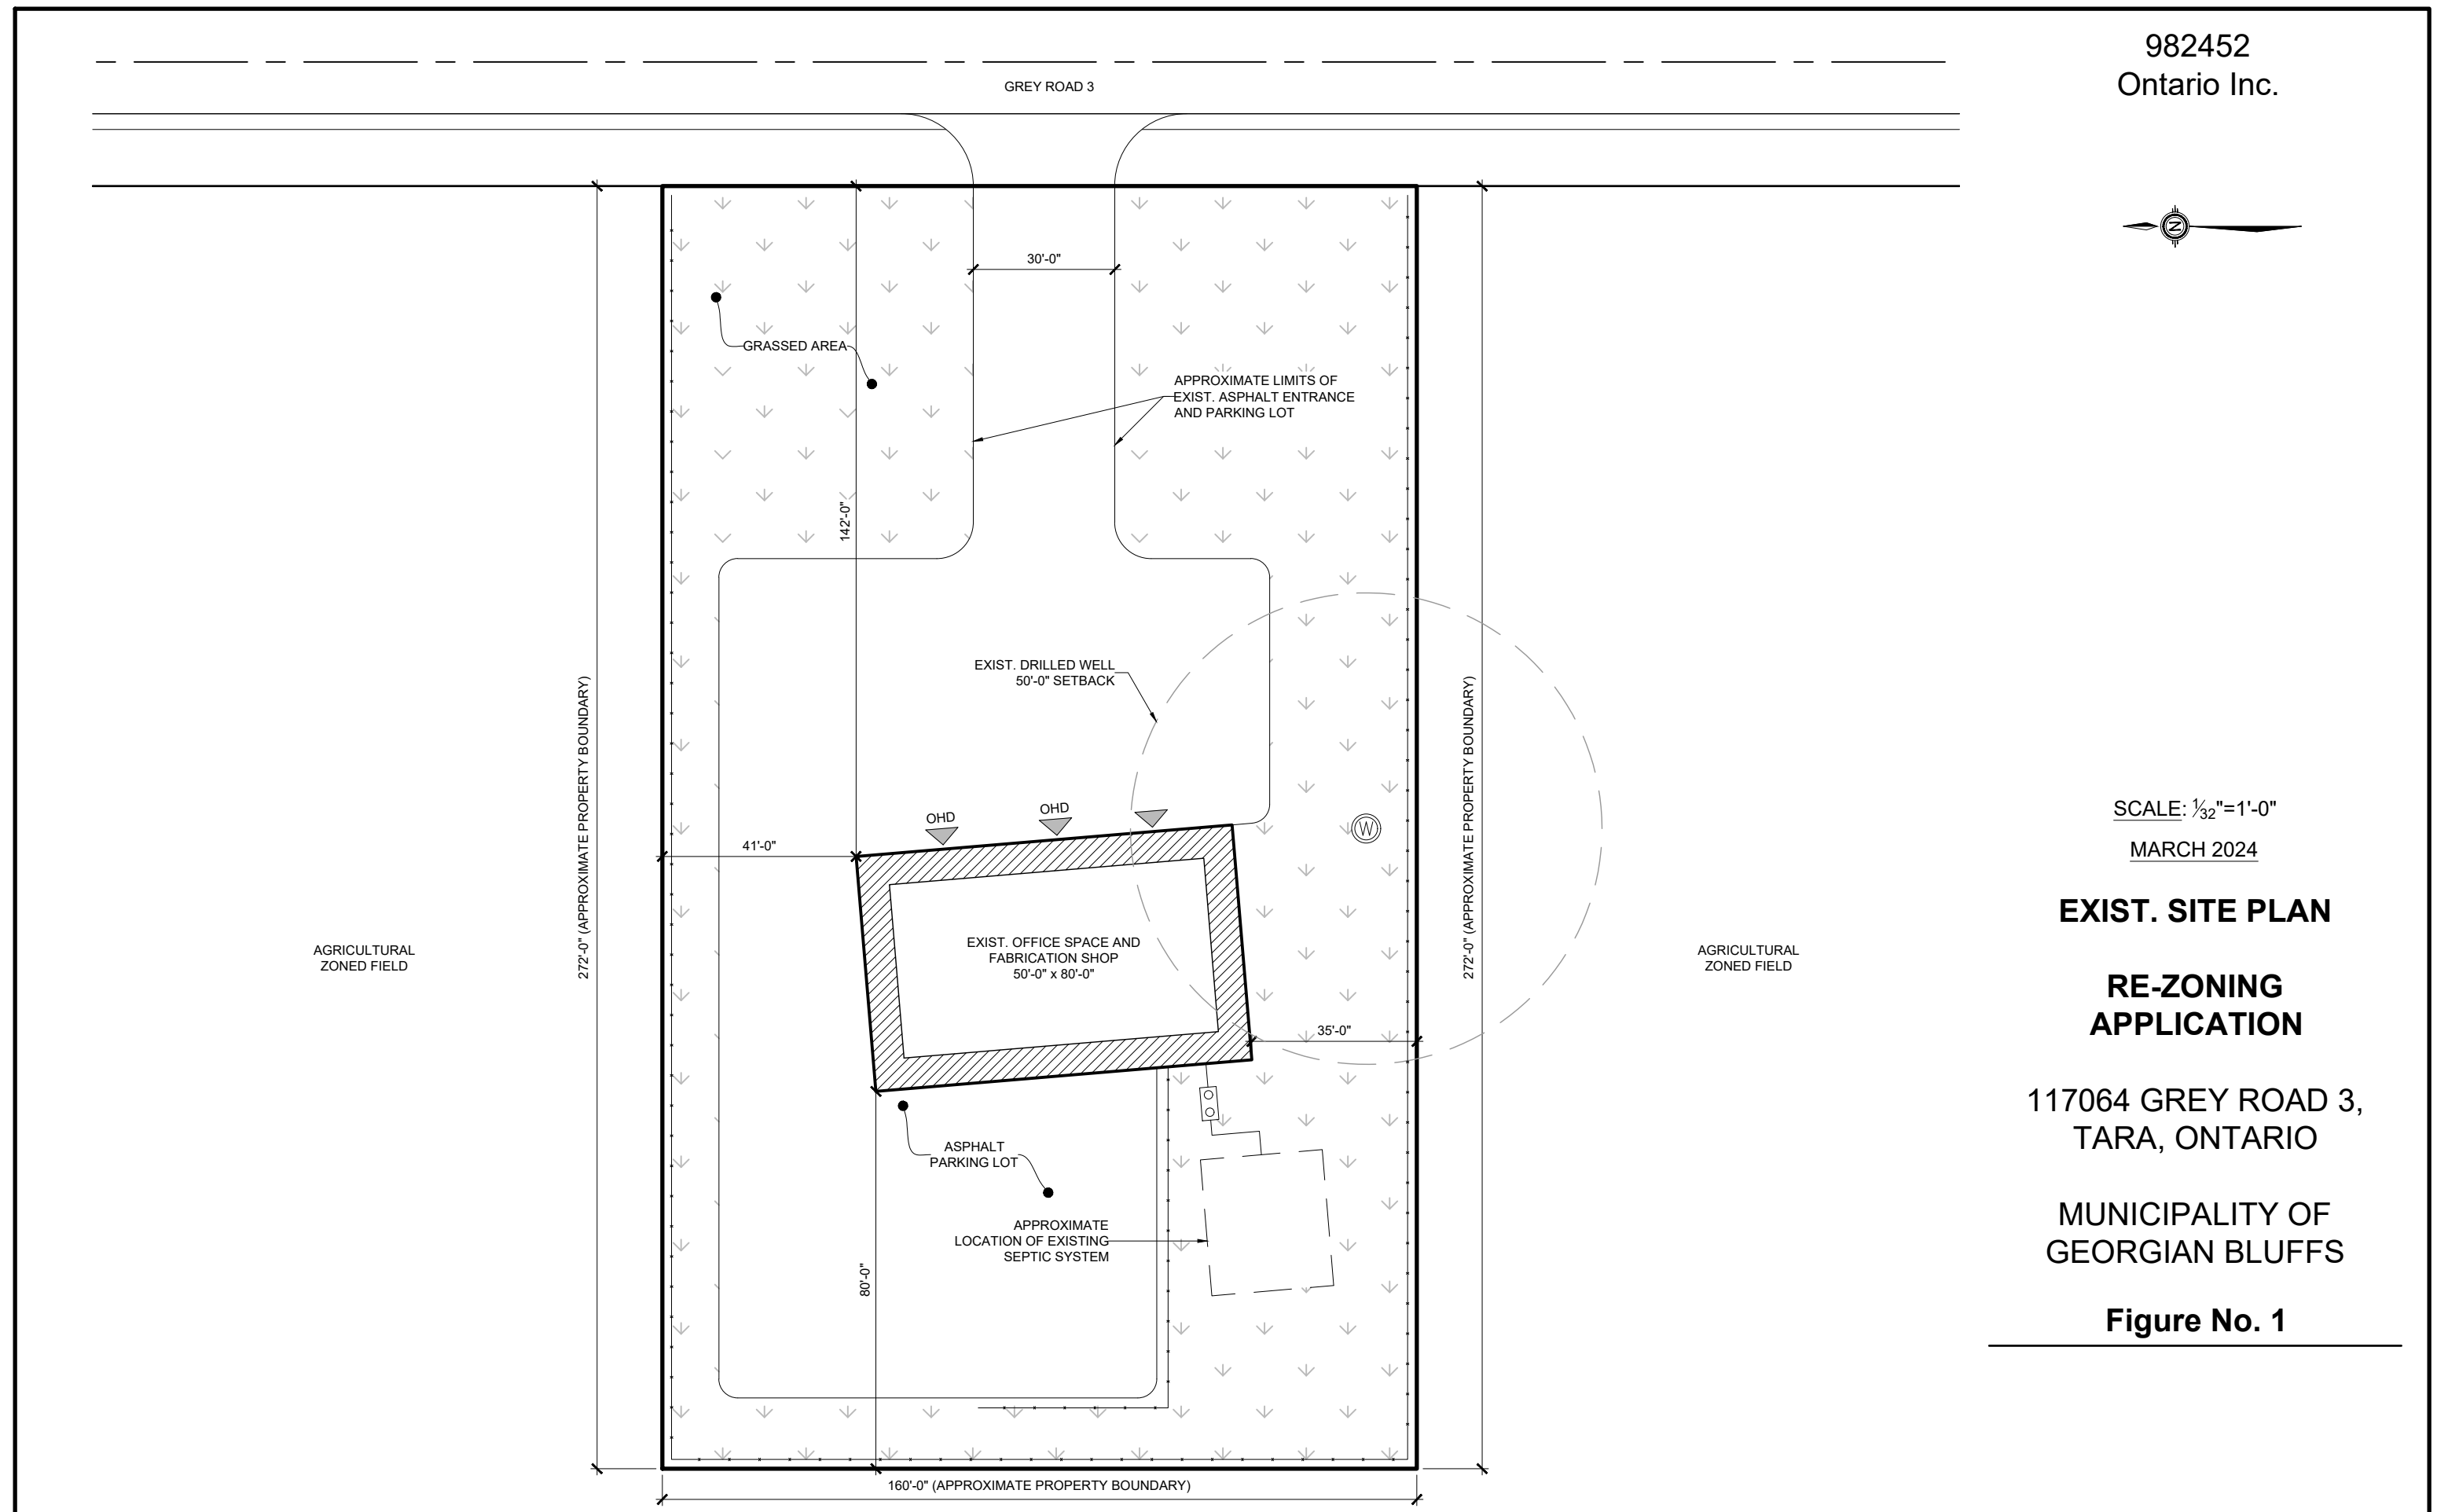 982452
Ontario Inc.
GREY ROAD 3
N
30'-0"
GRASSED AREA
APPROXIMATE LIMITS OF
EXIST. ASPHALT ENTRANCE
AND PARKING LOT
142'-0"
EXIST. DRILLED WELL
50'-0" SETBACK
272'-0" (APPROXIMATE PROPERTY BOUNDARY)
272'-0" (APPROXIMATE PROPERTY BOUNDARY)
OHD
OHD
W
41'-0"
EXIST. OFFICE SPACE AND
FABRICATION SHOP
50'-0" x 80'-0"
AGRICULTURAL
ZONED FIELD
AGRICULTURAL
ZONED FIELD
35'-0"
ASPHALT
PARKING LOT
APPROXIMATE
LOCATION OF EXISTING
SEPTIC SYSTEM
80'-0"
160'-0" (APPROXIMATE PROPERTY BOUNDARY)
SCALE: 1/32"=1'-0"
MARCH 2024
EXIST. SITE PLAN
RE-ZONING
APPLICATION
117064 GREY ROAD 3,
TARA, ONTARIO
MUNICIPALITY OF
GEORGIAN BLUFFS
Figure No. 1